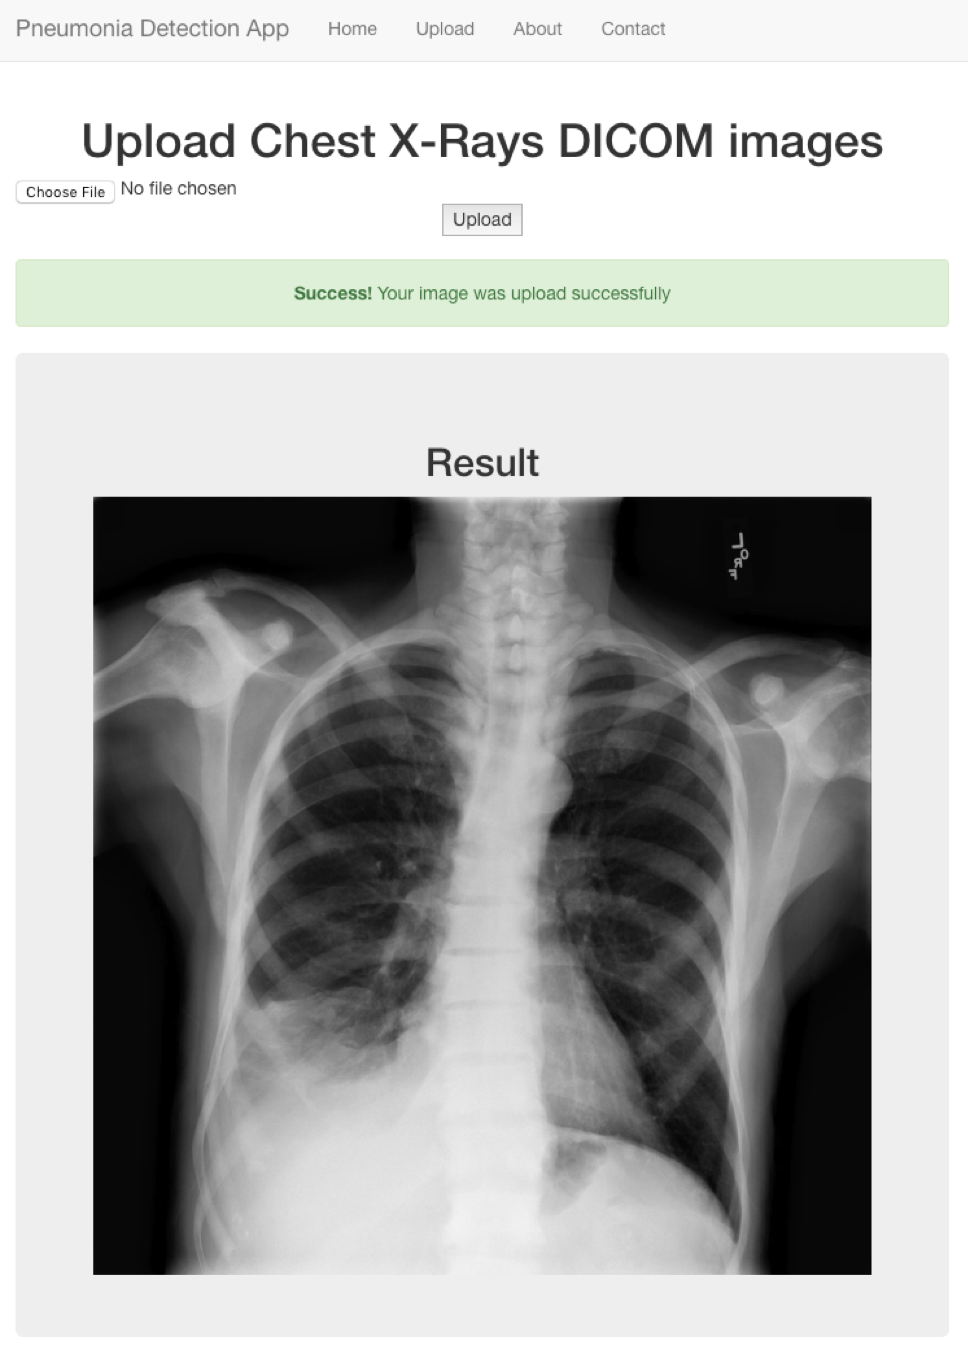 Pneumonia Detection App Home Upload About Contact
Upload Chest X-Rays DICOM images
Choose File No file chosen
Upload
Success! Your image was upload successfully
Result
L